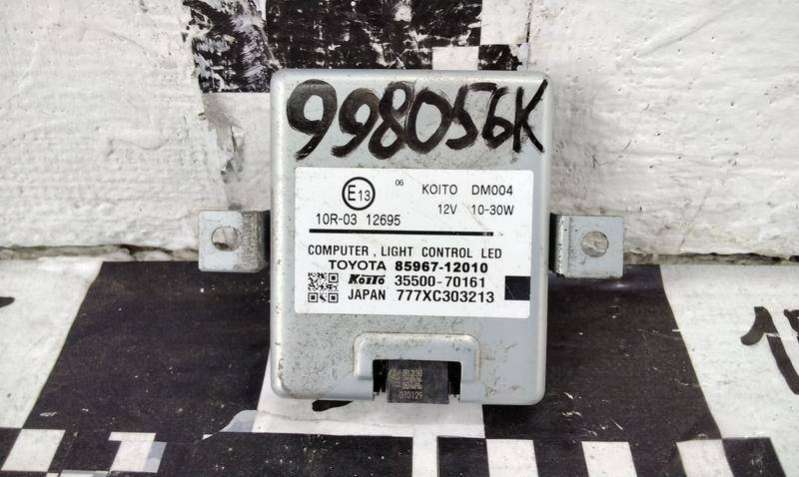 998056K
E13 06 KOITO DM004
10R-03 12695 12V 10-30W
COMPUTER , LIGHT CONTROL LED
TOYOTA 85967-12010
KOITO 35500-70161
JAPAN 777XC303213
070129